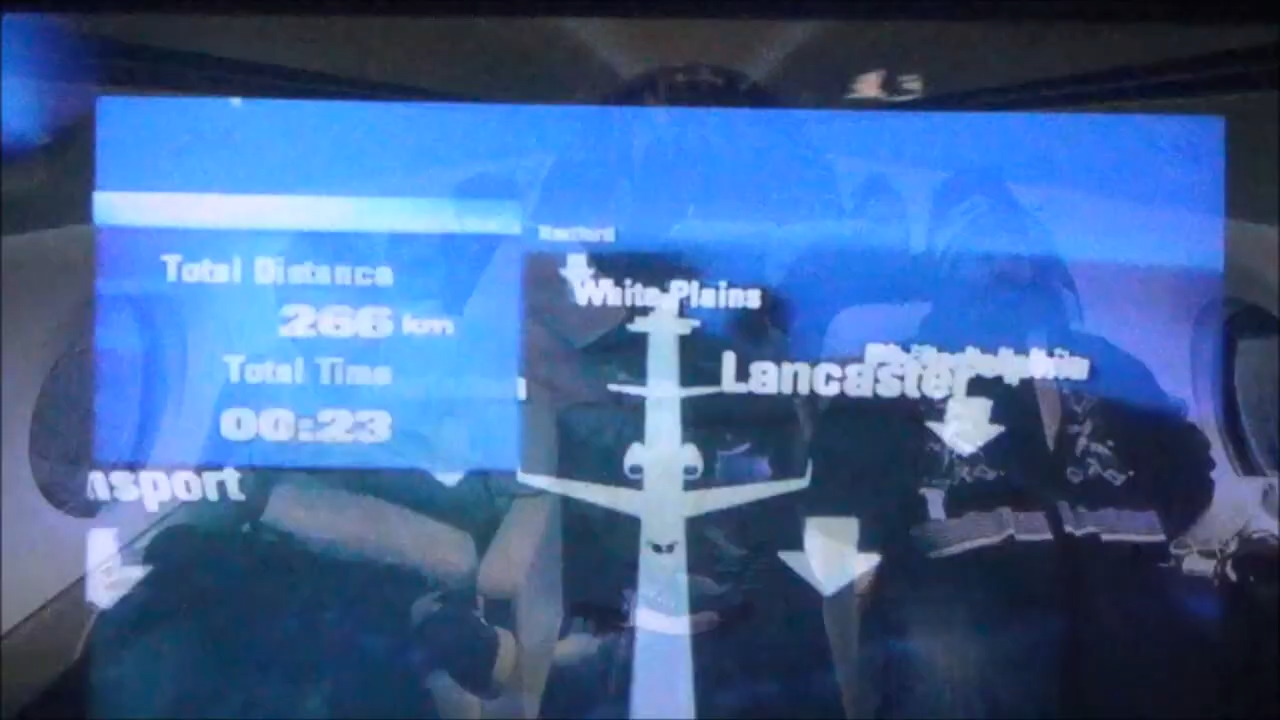 Total Distance
266 km
Total Time
00:23
White Plains
Lancaster
nsport